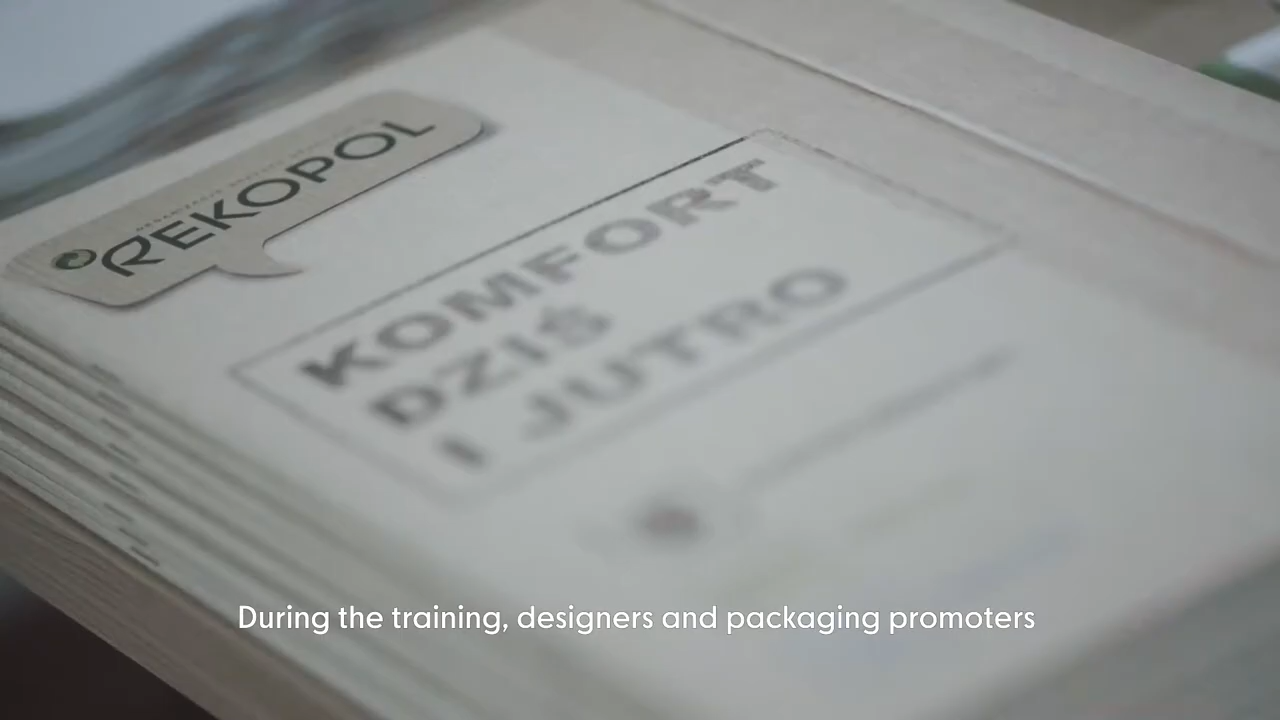 REKOPOL
KOMFORT
DZIŚ
I JUTRO
During the training, designers and packaging promoters